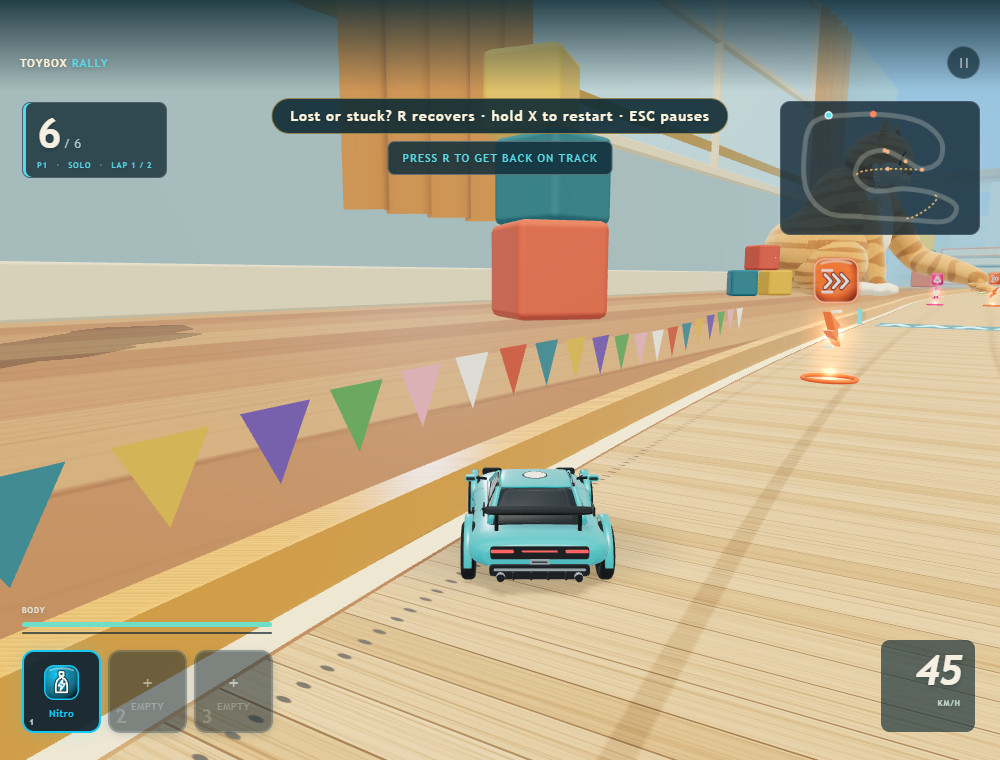 TOYBOX RALLY
6 / 6
P1 · SOLO · LAP 1 / 2
Lost or stuck? R recovers · hold X to restart · ESC pauses
PRESS R TO GET BACK ON TRACK
BODY
Nitro
1
+
EMPTY
2
+
EMPTY
3
45
KM/H